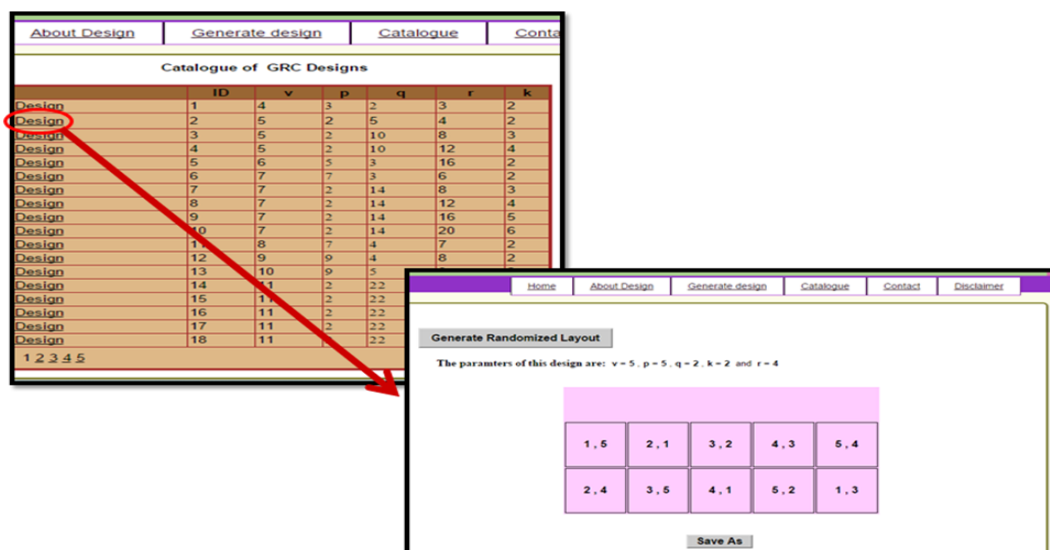 About Design Generate design Catalogue Conta
Catalogue of GRC Designs
ID v p q r k
Design 1 4 3 2 3 2
Design 2 5 2 5 4 2
Design 3 5 2 10 8 3
Design 4 5 2 10 12 4
Design 5 6 5 3 16 2
Design 6 7 7 3 6 2
Design 7 7 2 14 8 3
Design 8 7 2 14 12 4
Design 9 7 2 14 16 5
Design 10 7 2 14 20 6
Design 11 8 7 4 7 2
Design 12 9 9 4 8 2
Design 13 10 9 5
Design 14 11 2 22
Design 15 11 2 22
Design 16 11 2 22
Design 17 11 2 22
Design 18 11 22
1 2 3 4 5
Home About Design Generate design Catalogue Contact Disclaimer
Generate Randomized Layout
The paramters of this design are: v = 5 , p = 5 , q = 2 , k = 2 and r = 4
1 , 5 2 , 1 3 , 2 4 , 3 5 , 4
2 , 4 3 , 5 4 , 1 5 , 2 1 , 3
Save As